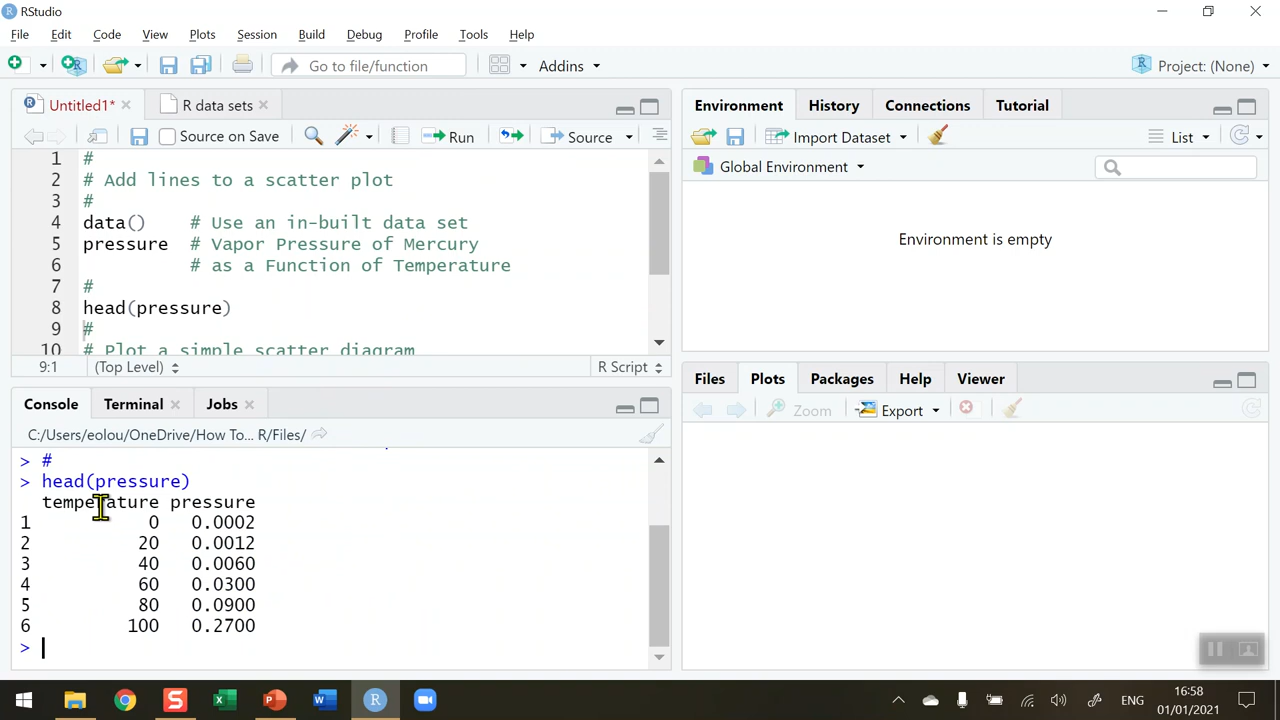 RStudio
File Edit Code View Plots Session Build Debug Profile Tools Help
Go to file/function
Addins
Project: (None)
Untitled1*
R data sets
Source on Save
Run
Source
1 #
2 # Add lines to a scatter plot
3 #
4 data() # Use an in-built data set
5 pressure # Vapor Pressure of Mercury
6 # as a Function of Temperature
7 #
8 head(pressure)
9 #
10 # Plot a simple scatter diagram
9:1 (Top Level) R Script
Console Terminal Jobs
C:/Users/eolou/OneDrive/How To... R/Files/
> #
> head(pressure)
temperature pressure
1 0 0.0002
2 20 0.0012
3 40 0.0060
4 60 0.0300
5 80 0.0900
6 100 0.2700
>
Environment History Connections Tutorial
Import Dataset
List
Global Environment
Environment is empty
Files Plots Packages Help Viewer
Zoom
Export
ENG
16:58
01/01/2021